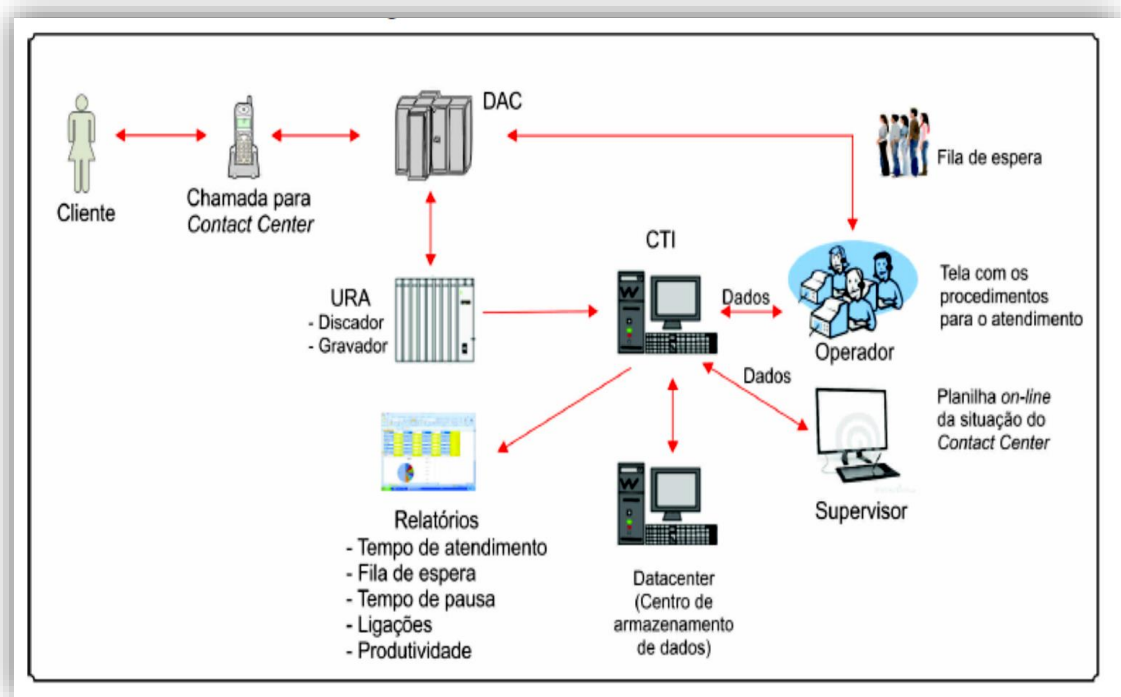 DAC
Fila de espera
Cliente
Chamada para
Contact Center
CTI
URA
- Discador
- Gravador
Dados
Tela com os
procedimentos
para o atendimento
Operador
Dados
Planilha on-line
da situação do
Contact Center
Supervisor
Relatórios
- Tempo de atendimento
- Fila de espera
- Tempo de pausa
- Ligações
- Produtividade
Datacenter
(Centro de
armazenamento
de dados)